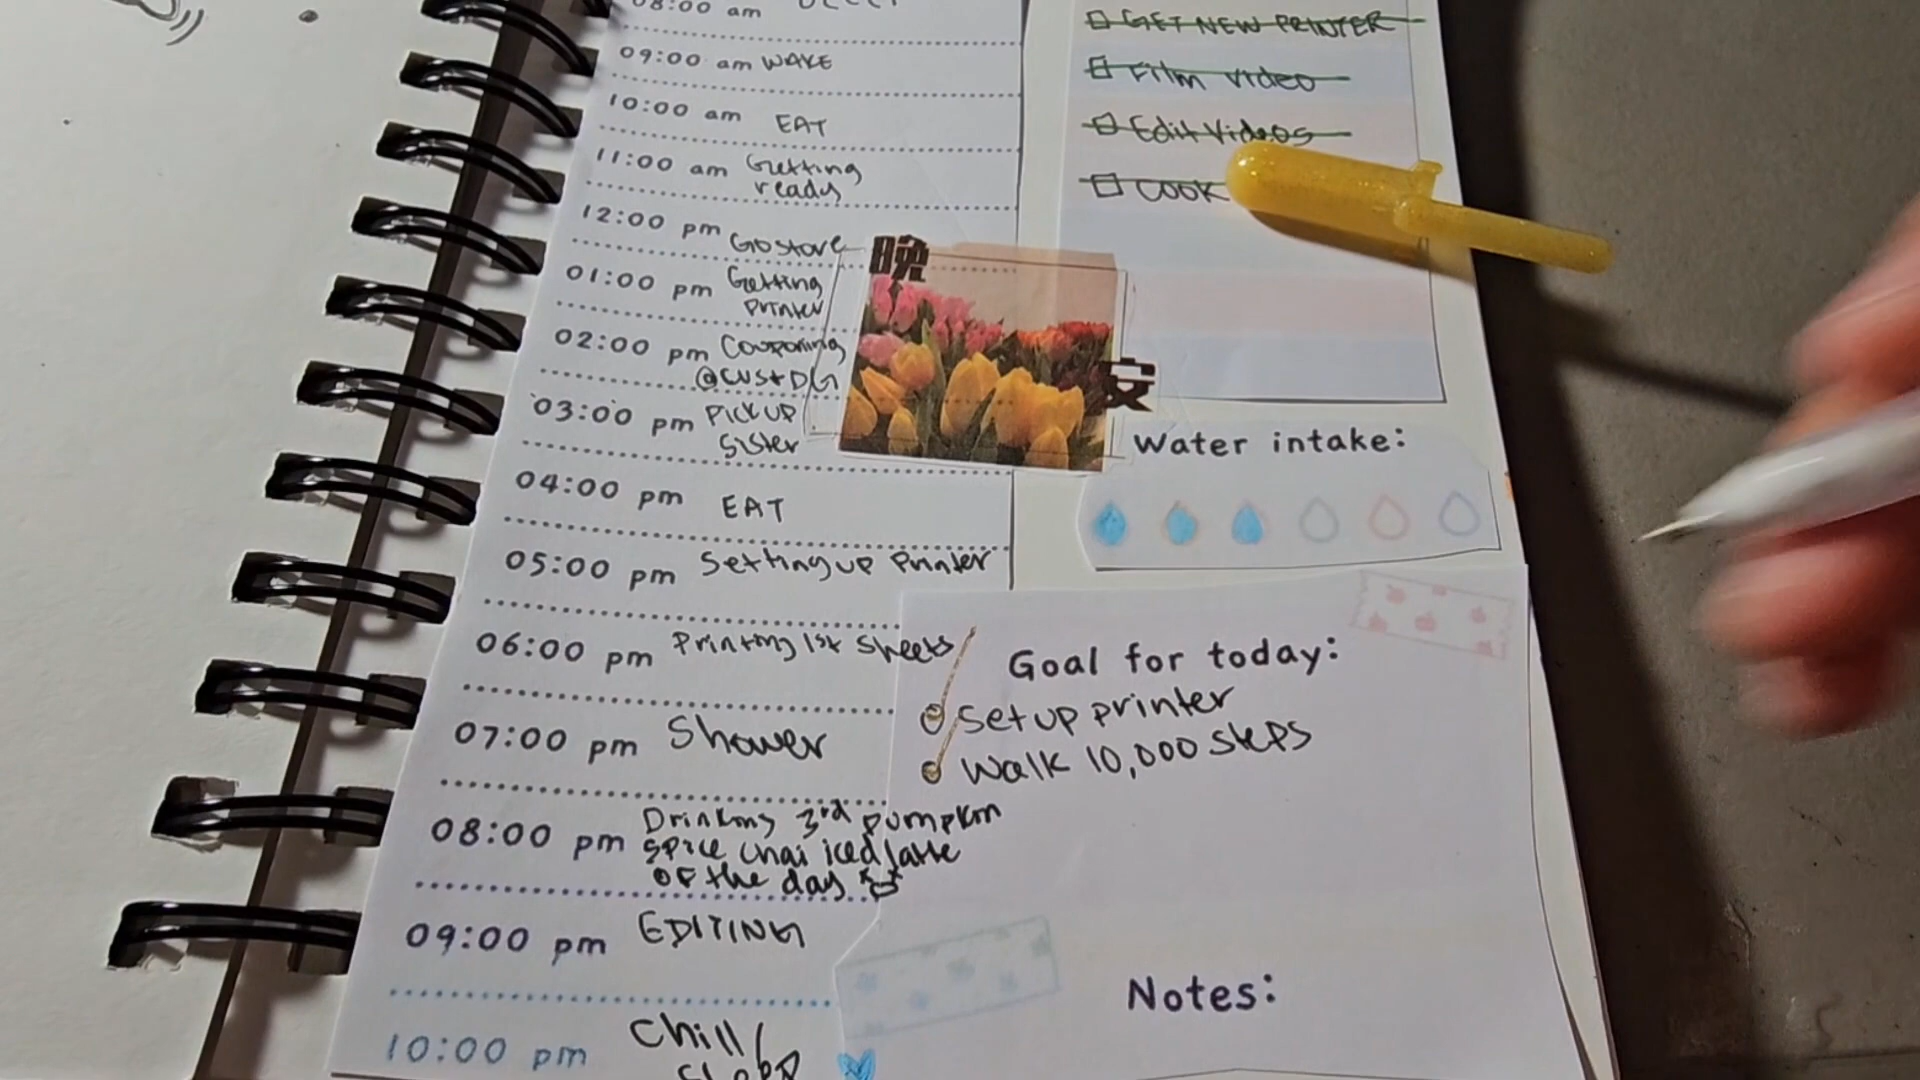 08:00 am
09:00 am WAKE
10:00 am EAT
11:00 am Getting
ready
12:00 pm Go store
01:00 pm Getting
printer
02:00 pm Couponing
@CVS+DG
03:00 pm Pick up
Sister
04:00 pm EAT
05:00 pm Setting up Printer
06:00 pm Printing 1st sheets
07:00 pm Shower
08:00 pm Drinking 3rd pumpkin
spice chai iced latte
of the day
09:00 pm EDITING
10:00 pm Chill/
Sleep
GET NEW PRINTER
Film Video
Edit Videos
COOK
晚
安
Water intake:
Goal for today:
Set up printer
Walk 10,000 steps
Notes: